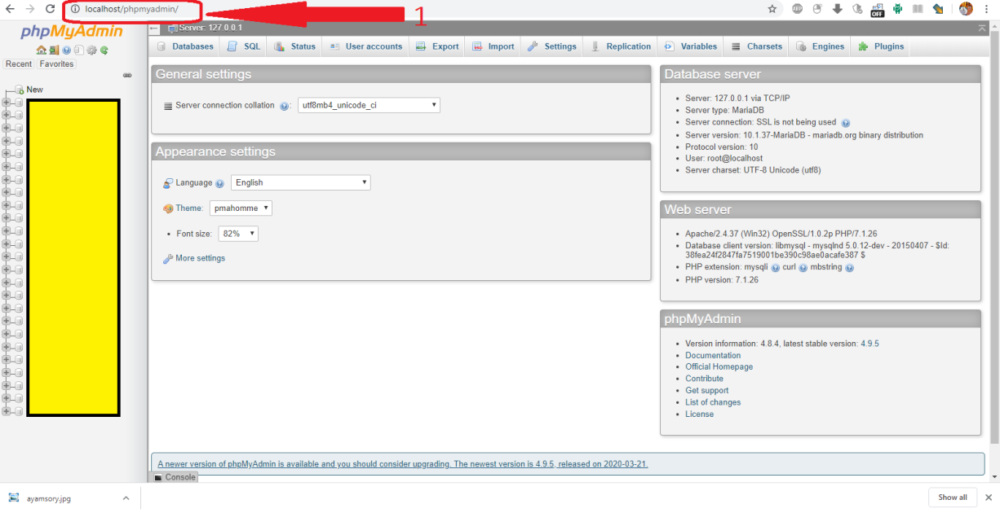 localhost/phpmyadmin/
OFF
1
phpMyAdmin
Recent Favorites
New
Server: 127.0.0.1
Databases SQL Status User accounts Export Import Settings Replication Variables Charsets Engines Plugins
General settings
Server connection collation : utf8mb4_unicode_ci
Appearance settings
Language English
Theme: pmahomme
Font size: 82%
More settings
Database server
Server: 127.0.0.1 via TCP/IP
Server type: MariaDB
Server connection: SSL is not being used
Server version: 10.1.37-MariaDB - mariadb.org binary distribution
Protocol version: 10
User: root@localhost
Server charset: UTF-8 Unicode (utf8)
Web server
Apache/2.4.37 (Win32) OpenSSL/1.0.2p PHP/7.1.26
Database client version: libmysql - mysqlnd 5.0.12-dev - 20150407 - $Id:
38fea24f2847fa7519001be390c98ae0acafe387 $
PHP extension: mysqli curl mbstring
PHP version: 7.1.26
phpMyAdmin
Version information: 4.8.4, latest stable version: 4.9.5
Documentation
Official Homepage
Contribute
Get support
List of changes
License
A newer version of phpMyAdmin is available and you should consider upgrading. The newest version is 4.9.5, released on 2020-03-21.
Console
ayamsory.jpg
Show all